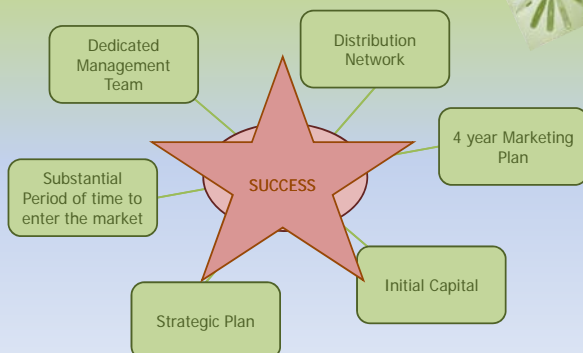 Dedicated
Management
Team
Distribution
Network
4 year Marketing
Plan
Substantial
Period of time to
enter the market
SUCCESS
Initial Capital
Strategic Plan